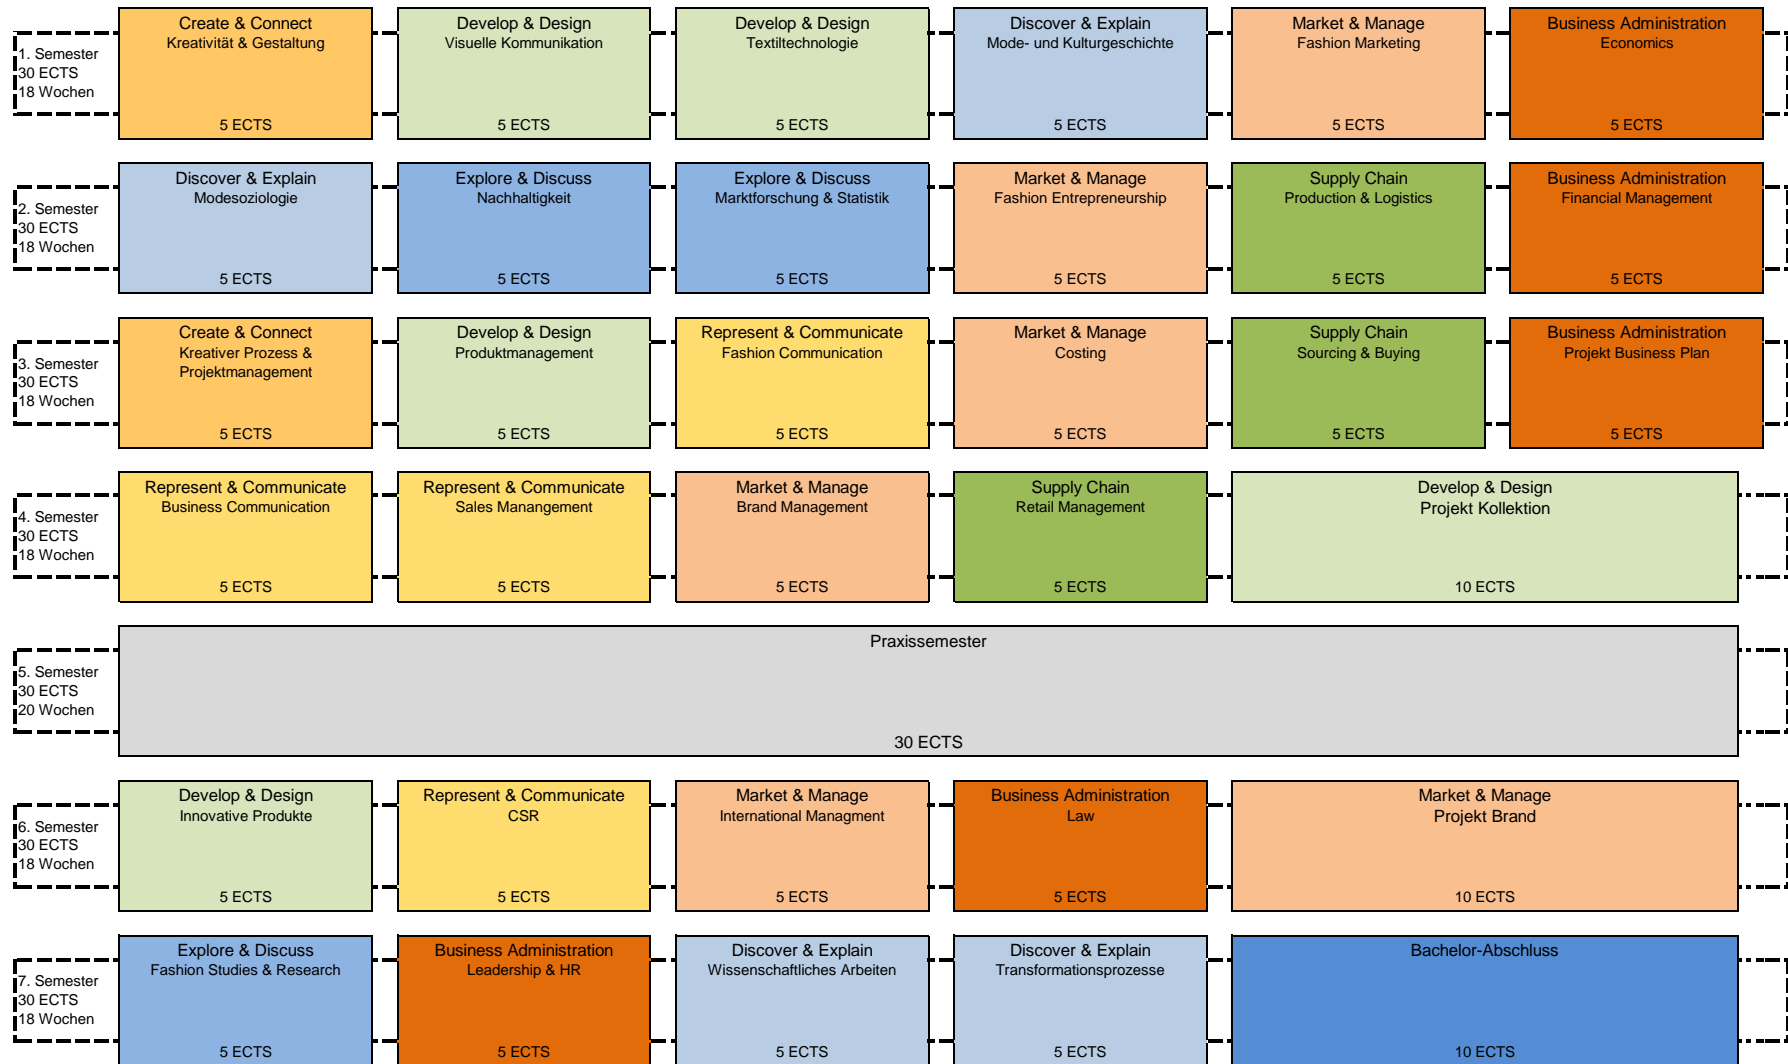 1. Semester
30 ECTS
18 Wochen
Create & Connect
Kreativität & Gestaltung
5 ECTS
Develop & Design
Visuelle Kommunikation
5 ECTS
Develop & Design
Textiltechnologie
5 ECTS
Discover & Explain
Mode- und Kulturgeschichte
5 ECTS
Market & Manage
Fashion Marketing
5 ECTS
Business Administration
Economics
5 ECTS
2. Semester
30 ECTS
18 Wochen
Discover & Explain
Modesoziologie
5 ECTS
Explore & Discuss
Nachhaltigkeit
5 ECTS
Explore & Discuss
Marktforschung & Statistik
5 ECTS
Market & Manage
Fashion Entrepreneurship
5 ECTS
Supply Chain
Production & Logistics
5 ECTS
Business Administration
Financial Management
5 ECTS
3. Semester
30 ECTS
18 Wochen
Create & Connect
Kreativer Prozess &
Projektmanagement
5 ECTS
Develop & Design
Produktmanagement
5 ECTS
Represent & Communicate
Fashion Communication
5 ECTS
Market & Manage
Costing
5 ECTS
Supply Chain
Sourcing & Buying
5 ECTS
Business Administration
Projekt Business Plan
5 ECTS
4. Semester
30 ECTS
18 Wochen
Represent & Communicate
Business Communication
5 ECTS
Represent & Communicate
Sales Manangement
5 ECTS
Market & Manage
Brand Management
5 ECTS
Supply Chain
Retail Management
5 ECTS
Develop & Design
Projekt Kollektion
10 ECTS
5. Semester
30 ECTS
20 Wochen
Praxissemester
30 ECTS
6. Semester
30 ECTS
18 Wochen
Develop & Design
Innovative Produkte
5 ECTS
Represent & Communicate
CSR
5 ECTS
Market & Manage
International Managment
5 ECTS
Business Administration
Law
5 ECTS
Market & Manage
Projekt Brand
10 ECTS
7. Semester
30 ECTS
18 Wochen
Explore & Discuss
Fashion Studies & Research
5 ECTS
Business Administration
Leadership & HR
5 ECTS
Discover & Explain
Wissenschaftliches Arbeiten
5 ECTS
Discover & Explain
Transformationsprozesse
5 ECTS
Bachelor-Abschluss
10 ECTS